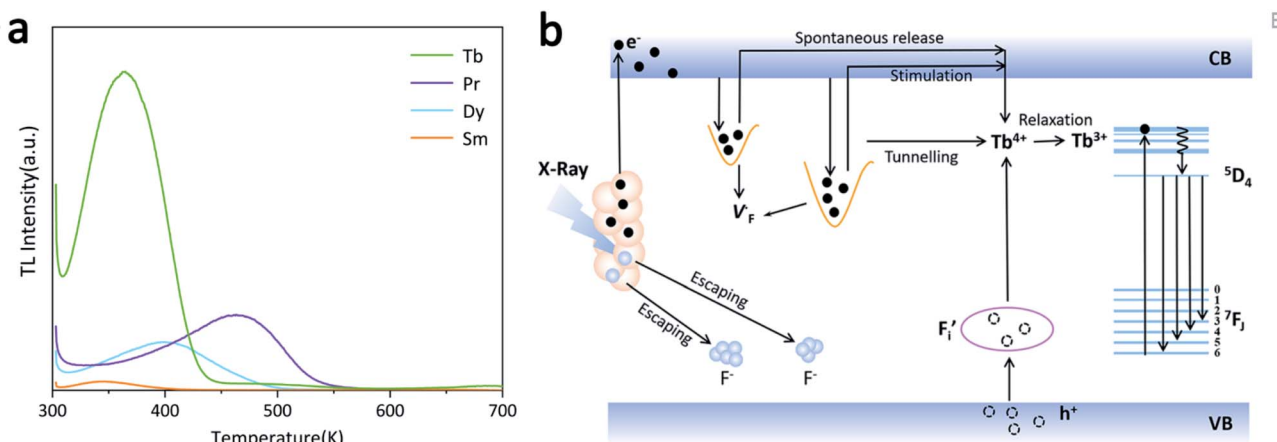 a
TL Intensity(a.u.)
Tb
Pr
Dy
Sm
300
400
500
600
700
Temperature(K)
b
E
e-
Spontaneous release
CB
Stimulation
Relaxation
Tb4+
Tb3+
Tunnelling
5D4
X-Ray
V·F
Escaping
Escaping
F-
F-
Fi′
0
1
2
3
4
5
6
7FJ
h+
VB